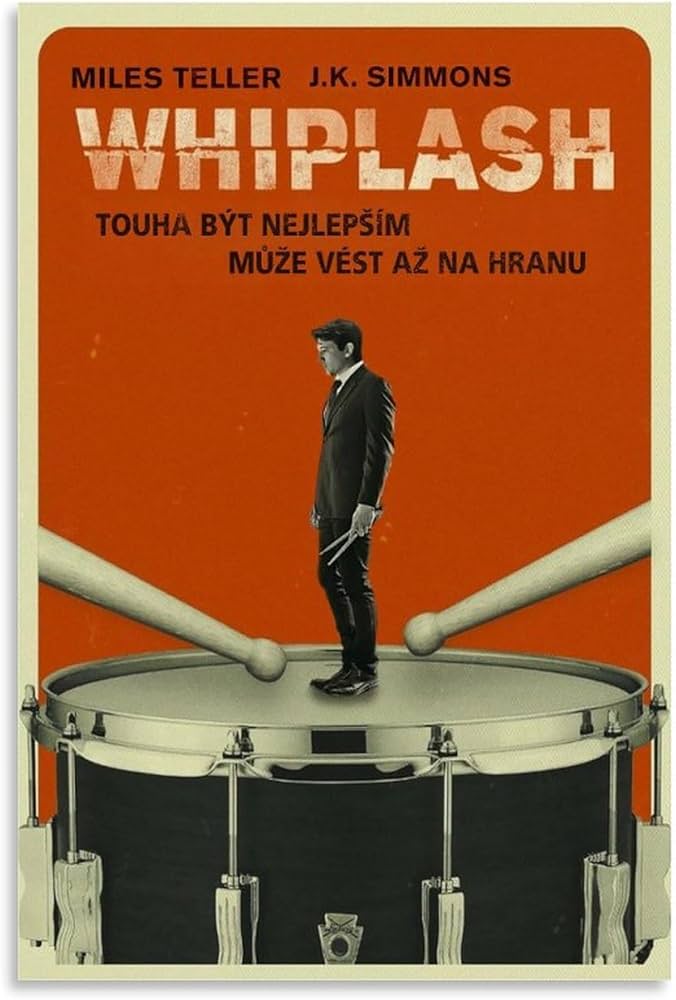 MILES TELLER J.K. SIMMONS
WHIPLASH
TOUHA BÝT NEJLEPŠÍM
MŮŽE VÉST AŽ NA HRANU